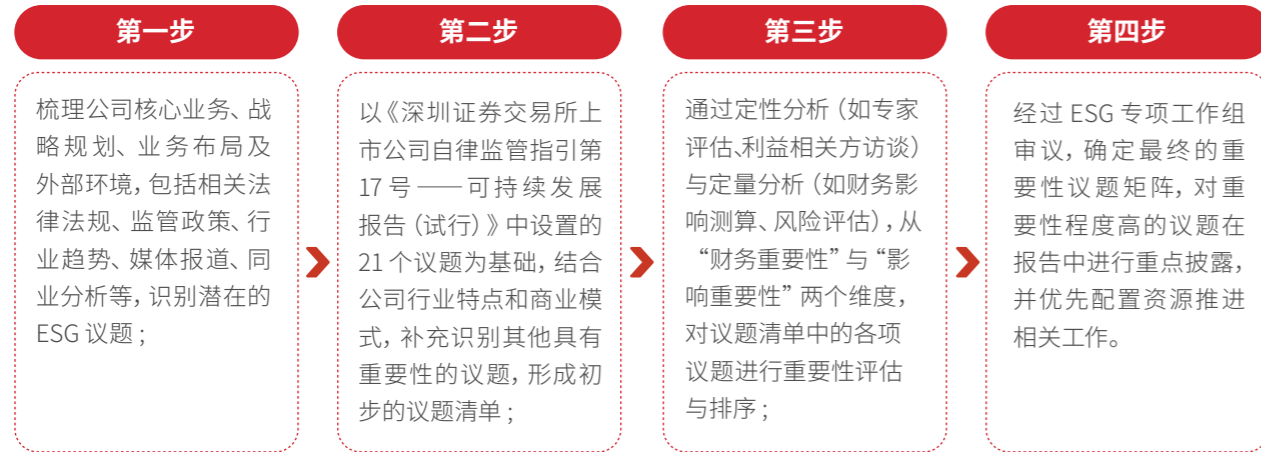 第一步
梳理公司核心业务、战
略规划、业务布局及
外部环境，包括相关法
律法规、监管政策、行
业趋势、媒体报道、同
业分析等，识别潜在的
ESG 议题；
第二步
以《深圳证券交易所上
市公司自律监管指引第
17 号——可持续发展
报告（试行）》中设置的
21 个议题为基础，结合
公司行业特点和商业模
式，补充识别其他具有
重要性的议题，形成初
步的议题清单；
第三步
通过定性分析（如专家
评估、利益相关方访谈）
与定量分析（如财务影
响测算、风险评估），从
“财务重要性”与“影
响重要性”两个维度，
对议题清单中的各项
议题进行重要性评估
与排序；
第四步
经过 ESG 专项工作组
审议，确定最终的重
要性议题矩阵，对重
要性程度高的议题在
报告中进行重点披露，
并优先配置资源推进
相关工作。